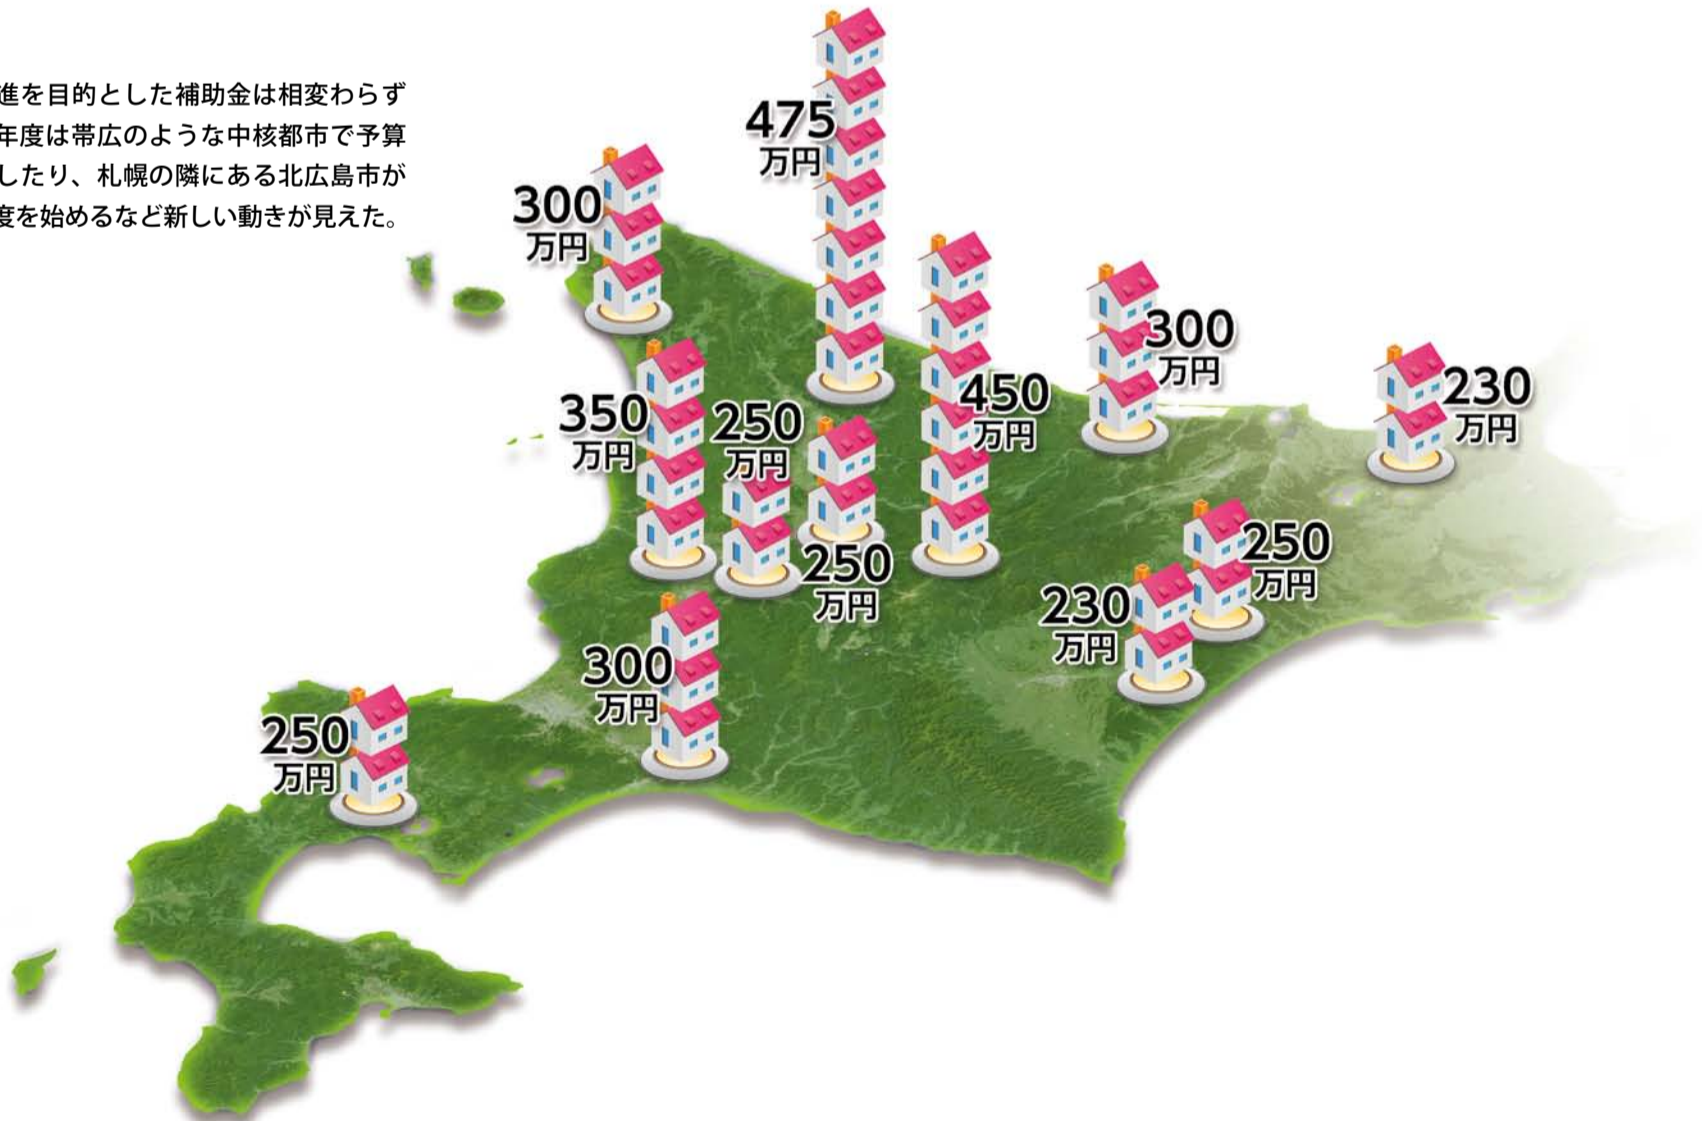 進を目的とした補助金は相変わらず
年度は帯広のような中核都市で予算
したり、札幌の隣にある北広島市が
度を始めるなど新しい動きが見えた。
475
万円
300
万円
300
万円
230
万円
450
万円
350
万円
250
万円
250
万円
250
万円
230
万円
300
万円
250
万円